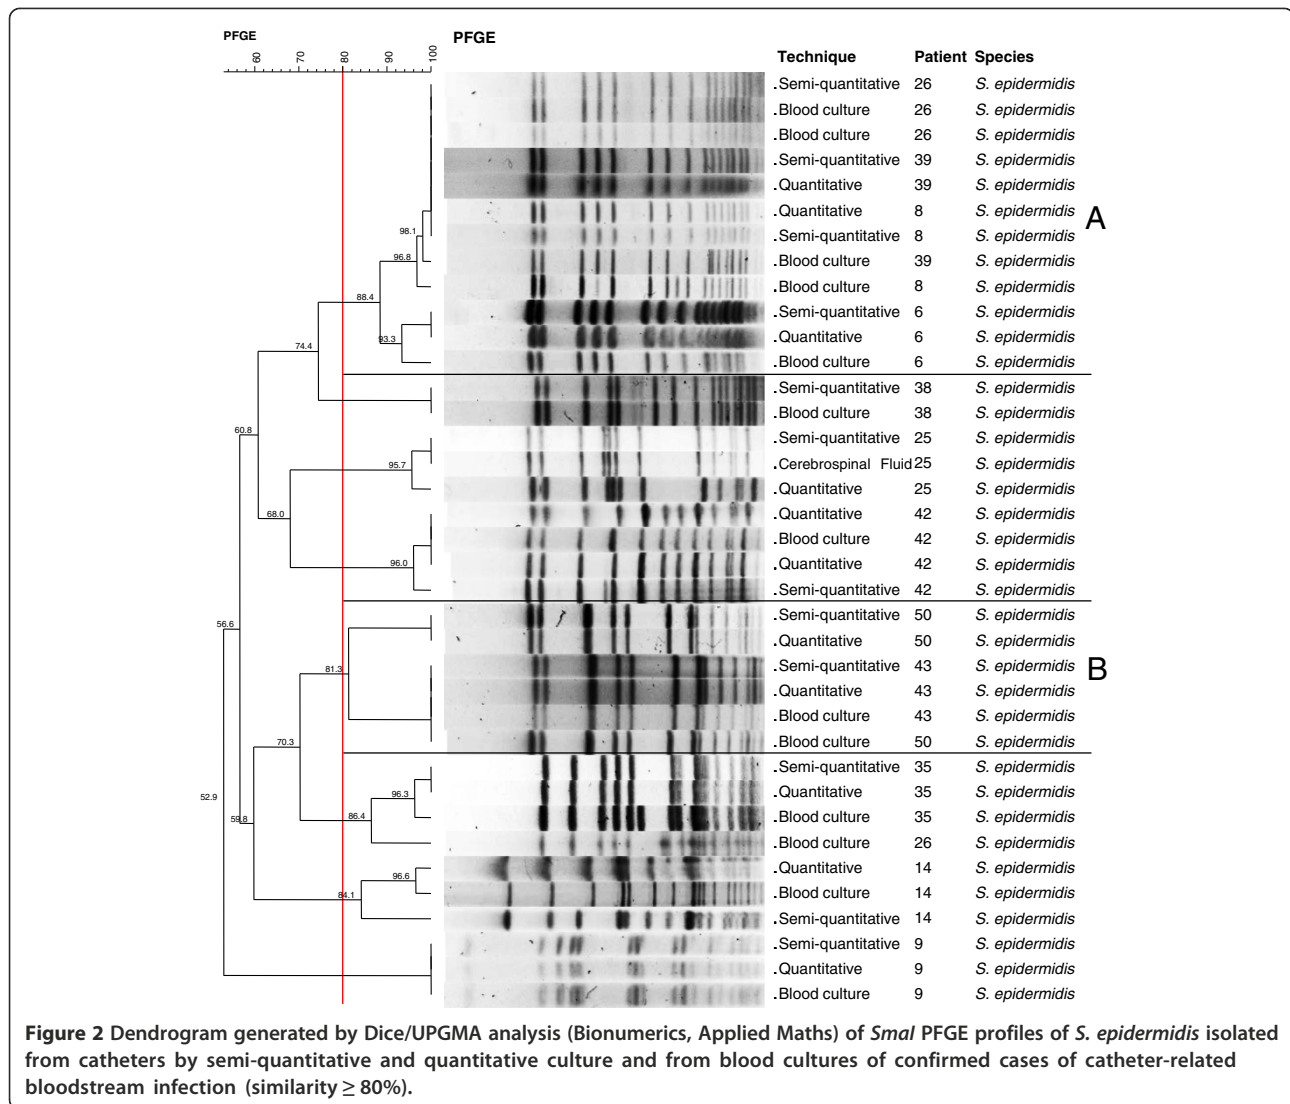 PFGE
PFGE
60 70 80 90 100
Technique Patient Species
.Semi-quantitative 26 S. epidermidis
.Blood culture 26 S. epidermidis
.Blood culture 26 S. epidermidis
.Semi-quantitative 39 S. epidermidis
.Quantitative 39 S. epidermidis
.Quantitative 8 S. epidermidis
A
98.1
.Semi-quantitative 8 S. epidermidis
96.8
.Blood culture 39 S. epidermidis
.Blood culture 8 S. epidermidis
88.4
.Semi-quantitative 6 S. epidermidis
93.3
.Quantitative 6 S. epidermidis
74.4
.Blood culture 6 S. epidermidis
.Semi-quantitative 38 S. epidermidis
.Blood culture 38 S. epidermidis
60.8
.Semi-quantitative 25 S. epidermidis
95.7
.Cerebrospinal Fluid 25 S. epidermidis
.Quantitative 25 S. epidermidis
68.0
.Quantitative 42 S. epidermidis
.Blood culture 42 S. epidermidis
96.0
.Quantitative 42 S. epidermidis
.Semi-quantitative 42 S. epidermidis
56.6
.Semi-quantitative 50 S. epidermidis
.Quantitative 50 S. epidermidis
81.3
.Semi-quantitative 43 S. epidermidis
B
.Quantitative 43 S. epidermidis
.Blood culture 43 S. epidermidis
70.3
.Blood culture 50 S. epidermidis
.Semi-quantitative 35 S. epidermidis
52.9
96.3
.Quantitative 35 S. epidermidis
59.8
86.4
.Blood culture 35 S. epidermidis
.Blood culture 26 S. epidermidis
96.6
.Quantitative 14 S. epidermidis
84.1
.Blood culture 14 S. epidermidis
.Semi-quantitative 14 S. epidermidis
.Semi-quantitative 9 S. epidermidis
.Quantitative 9 S. epidermidis
.Blood culture 9 S. epidermidis
Figure 2 Dendrogram generated by Dice/UPGMA analysis (Bionumerics, Applied Maths) of SmaI PFGE profiles of S. epidermidis isolated
from catheters by semi-quantitative and quantitative culture and from blood cultures of confirmed cases of catheter-related
bloodstream infection (similarity ≥ 80%).